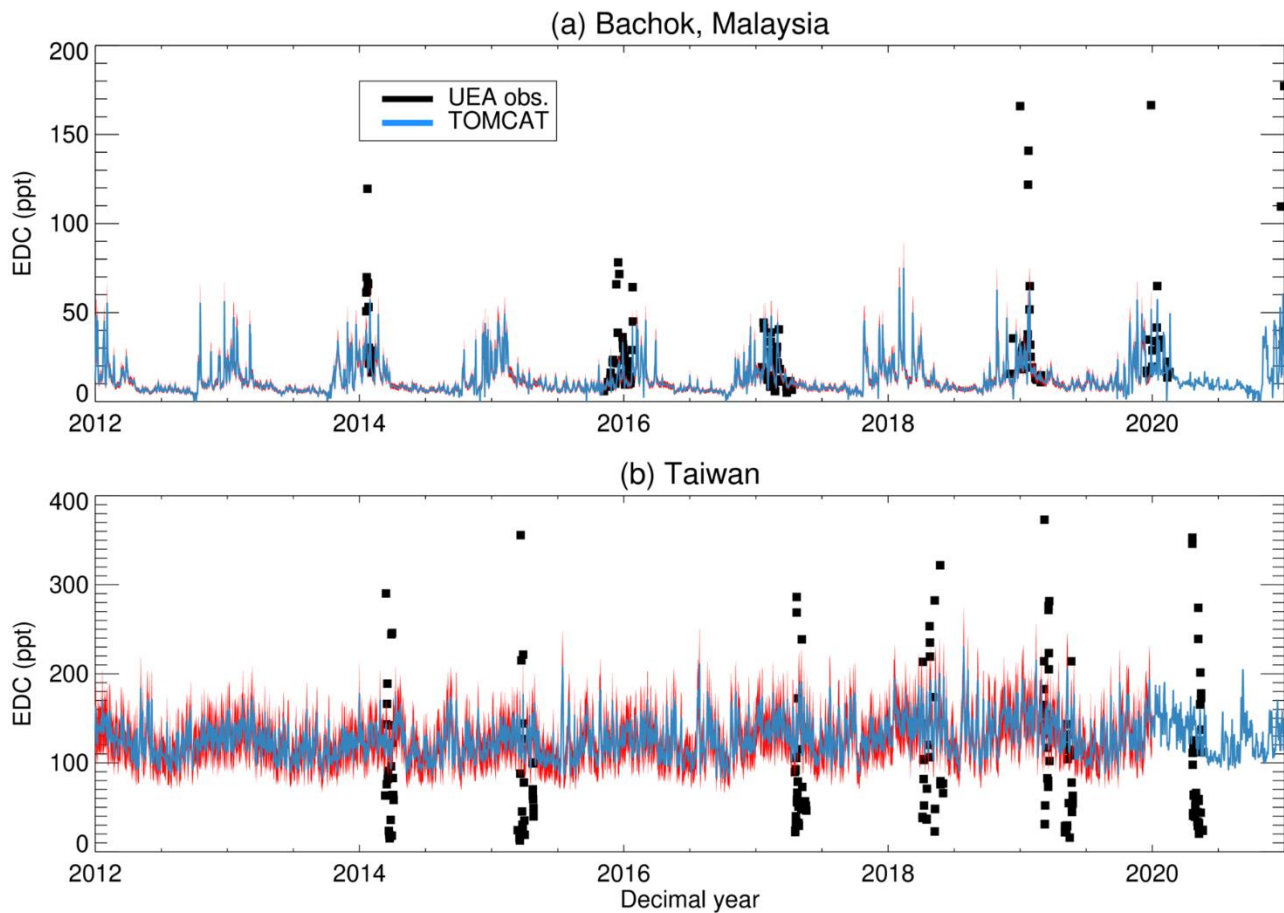 (a) Bachok, Malaysia
200
150
100
50
0
EDC (ppt)
UEA obs.
TOMCAT
2012 2014 2016 2018 2020
(b) Taiwan
400
300
200
100
0
EDC (ppt)
2012 2014 2016 2018 2020
Decimal year